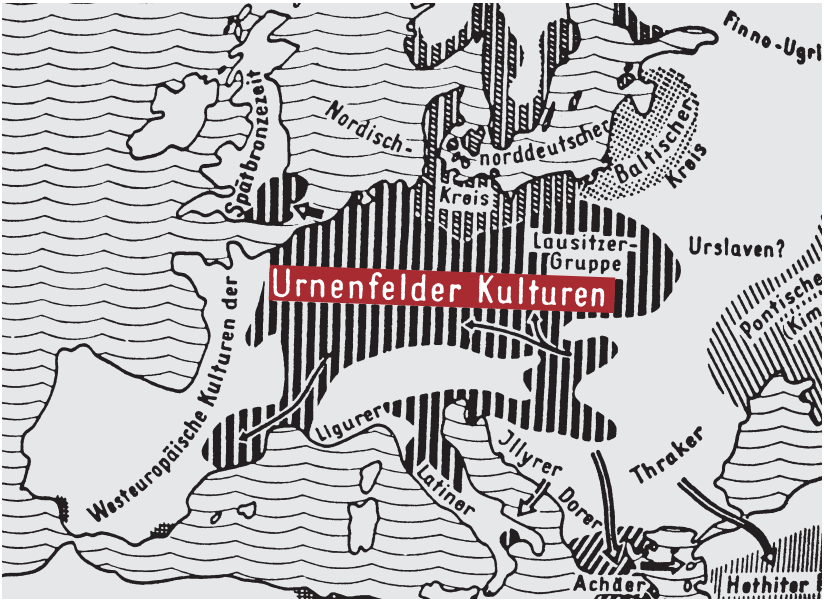 Finno-Ugri
Nordisch-
norddeutscher
Kreis
Baltischer
Kreis
Westeuropäische Kulturen der
Spätbronzezeit
Lausitzer-
Gruppe
Urslaven?
Urnenfelder Kulturen
Pontische
(Kim
Ligurer
Latiner
Jllyrer
Dorer
Thraker
Achäer
Hethiter